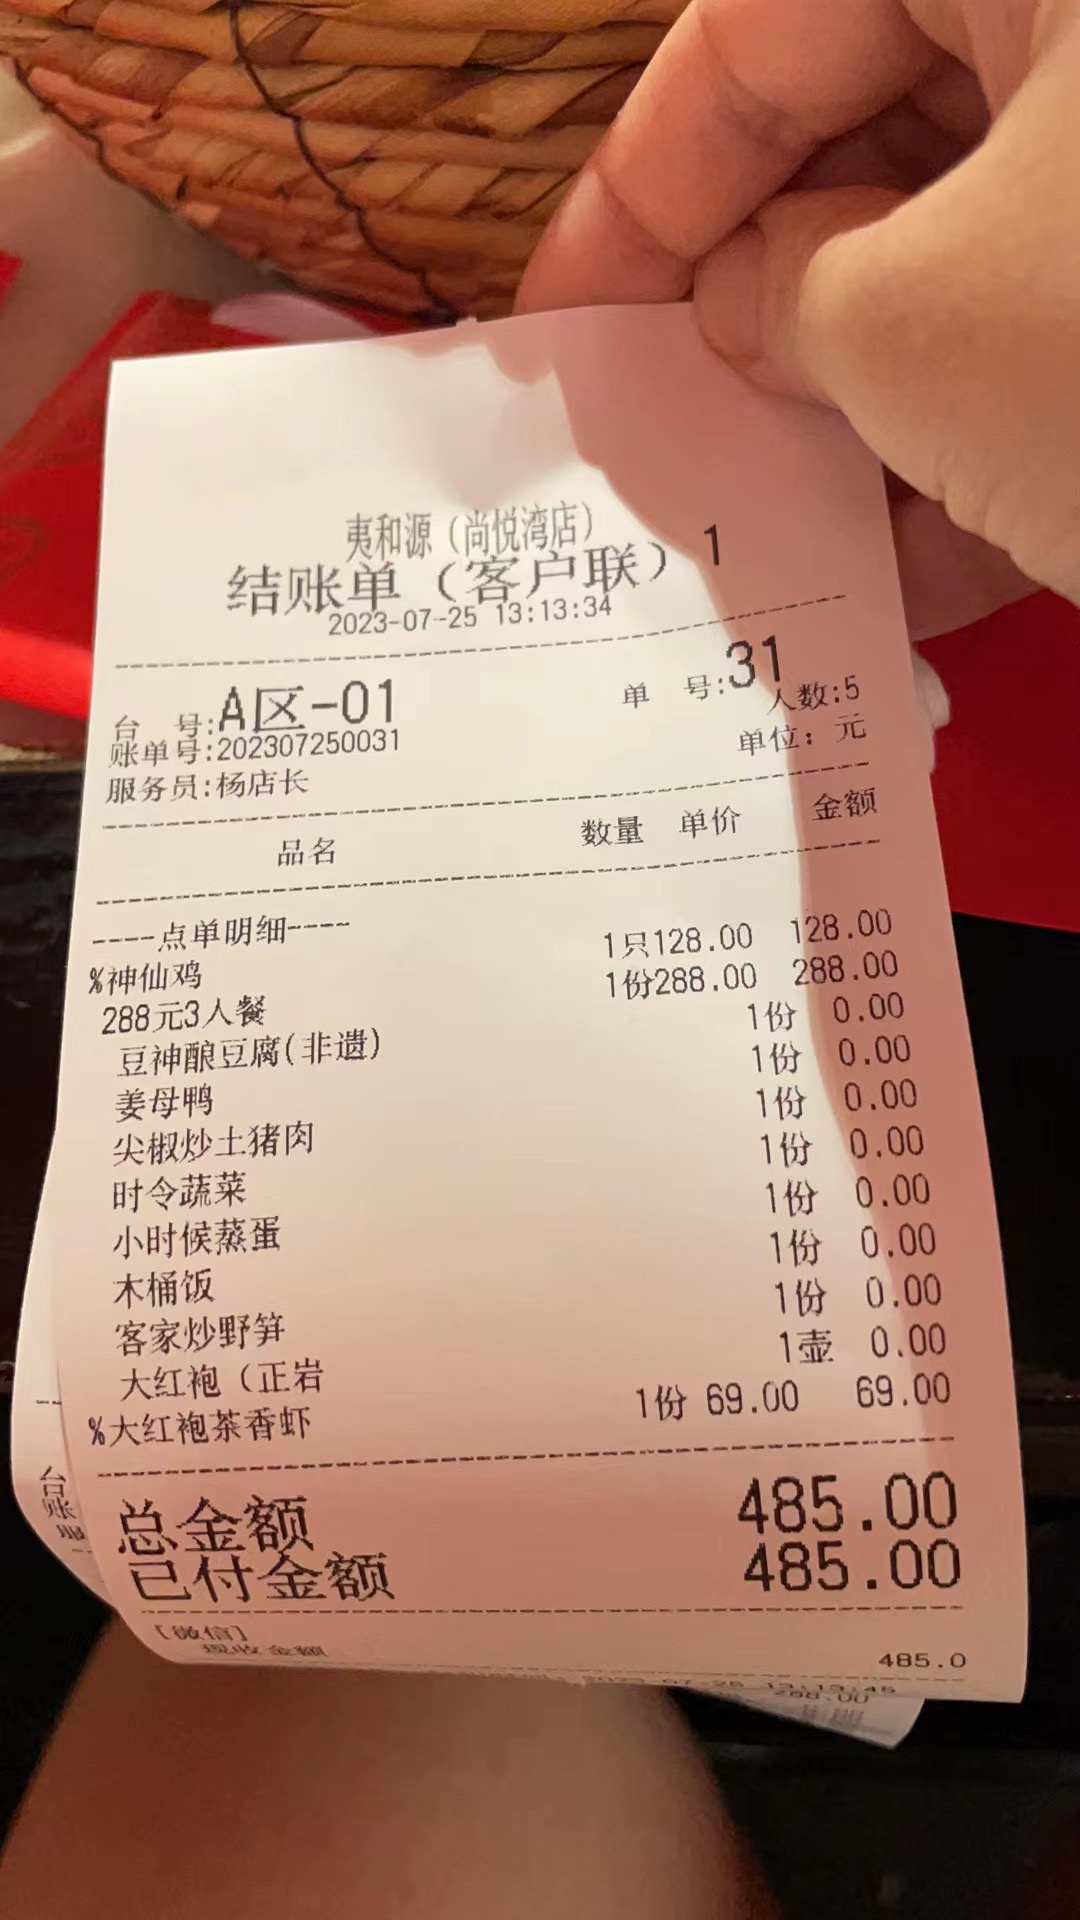 夷和源（尚悦湾店）
结账单（客户联）1
2023-07-25 13:13:34
台 号:A区-01 单 号:31
账单号:202307250031 人数:5
服务员:杨店长 单位：元
品名 数量 单价 金额
----点单明细----
%神仙鸡 1只128.00 128.00
288元3人餐 1份288.00 288.00
豆神酿豆腐(非遗) 1份 0.00
姜母鸭 1份 0.00
尖椒炒土猪肉 1份 0.00
时令蔬菜 1份 0.00
小时候蒸蛋 1份 0.00
木桶饭 1份 0.00
客家炒野笋 1份 0.00
大红袍（正岩 1壶 0.00
%大红袍茶香虾 1份 69.00 69.00
总金额 485.00
已付金额 485.00
[微信]
现收金额 485.0
台
账
服
288.00